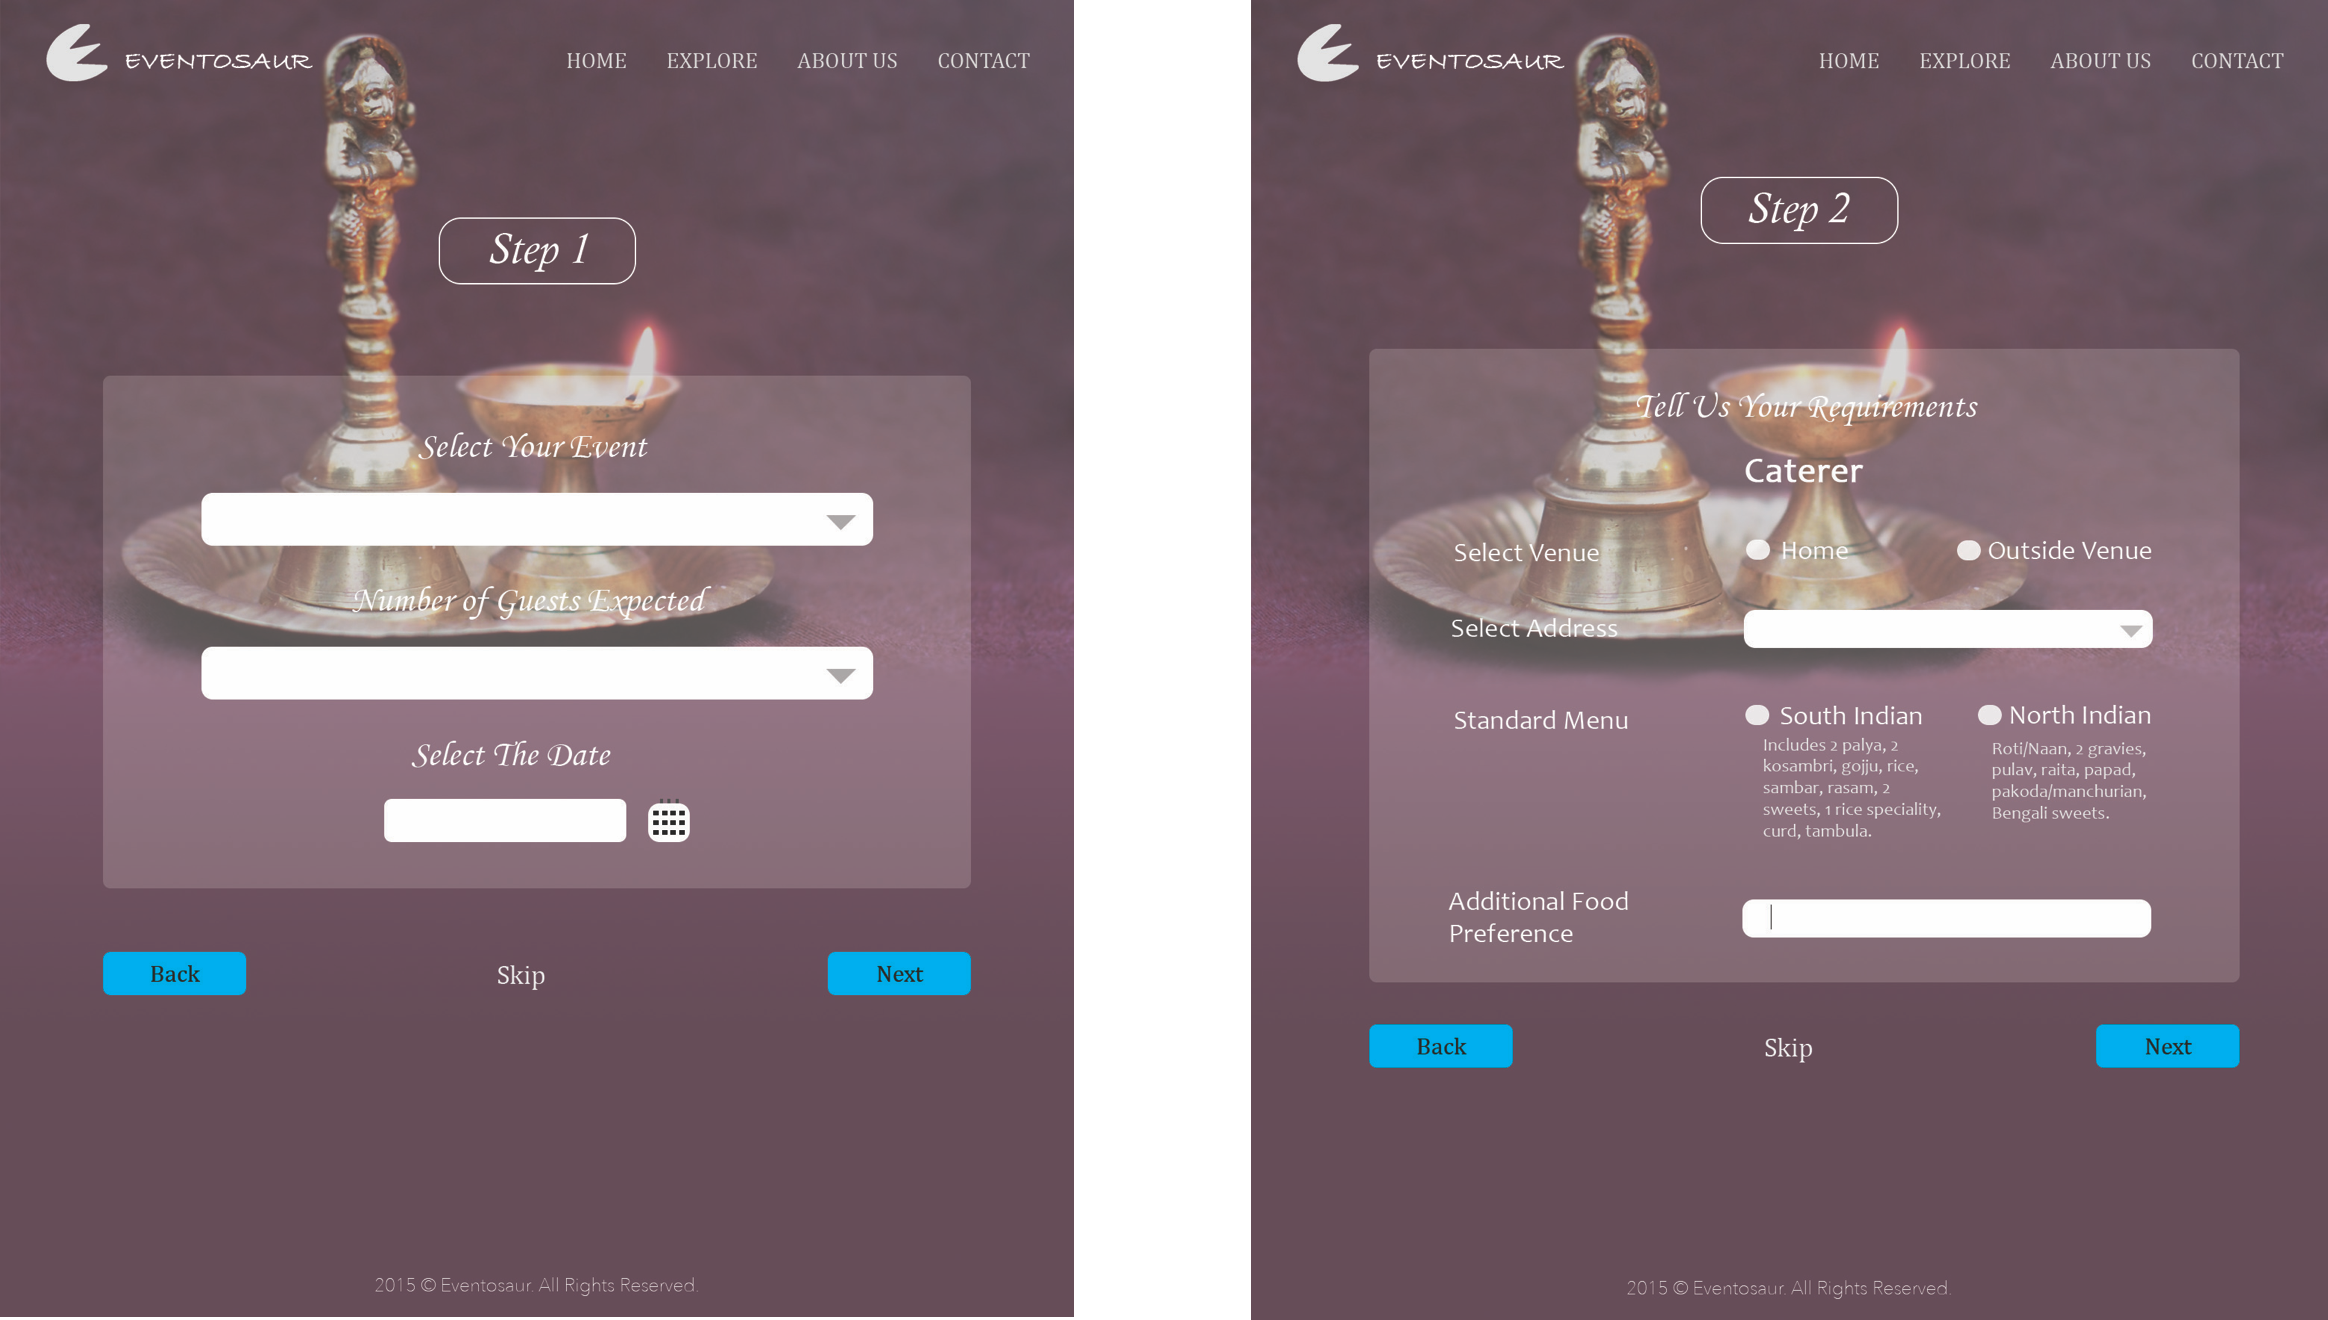 EVENTOSAUR
HOME EXPLORE ABOUT US CONTACT
Step 1
Select Your Event
Number of Guests Expected
Select The Date
Back Skip Next
2015 © Eventosaur. All Rights Reserved.
EVENTOSAUR
HOME EXPLORE ABOUT US CONTACT
Step 2
Tell Us Your Requirements
Caterer
Select Venue Home Outside Venue
Select Address
Standard Menu
South Indian
Includes 2 palya, 2
kosambri, gojju, rice,
sambar, rasam, 2
sweets, 1 rice speciality,
curd, tambula.
North Indian
Roti/Naan, 2 gravies,
pulav, raita, papad,
pakoda/manchurian,
Bengali sweets.
Additional Food
Preference
Back Skip Next
2015 © Eventosaur. All Rights Reserved.